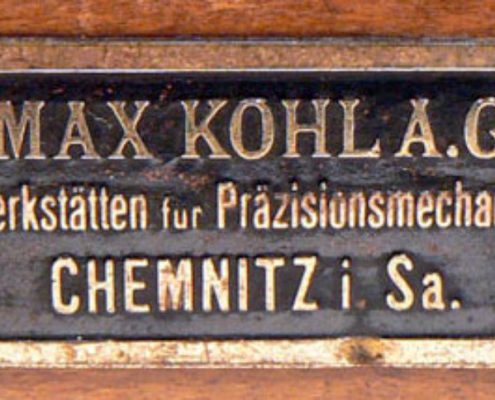 MAX KOHL A.G
erkstätten für Präzisionsmecha
CHEMNITZ i. Sa.